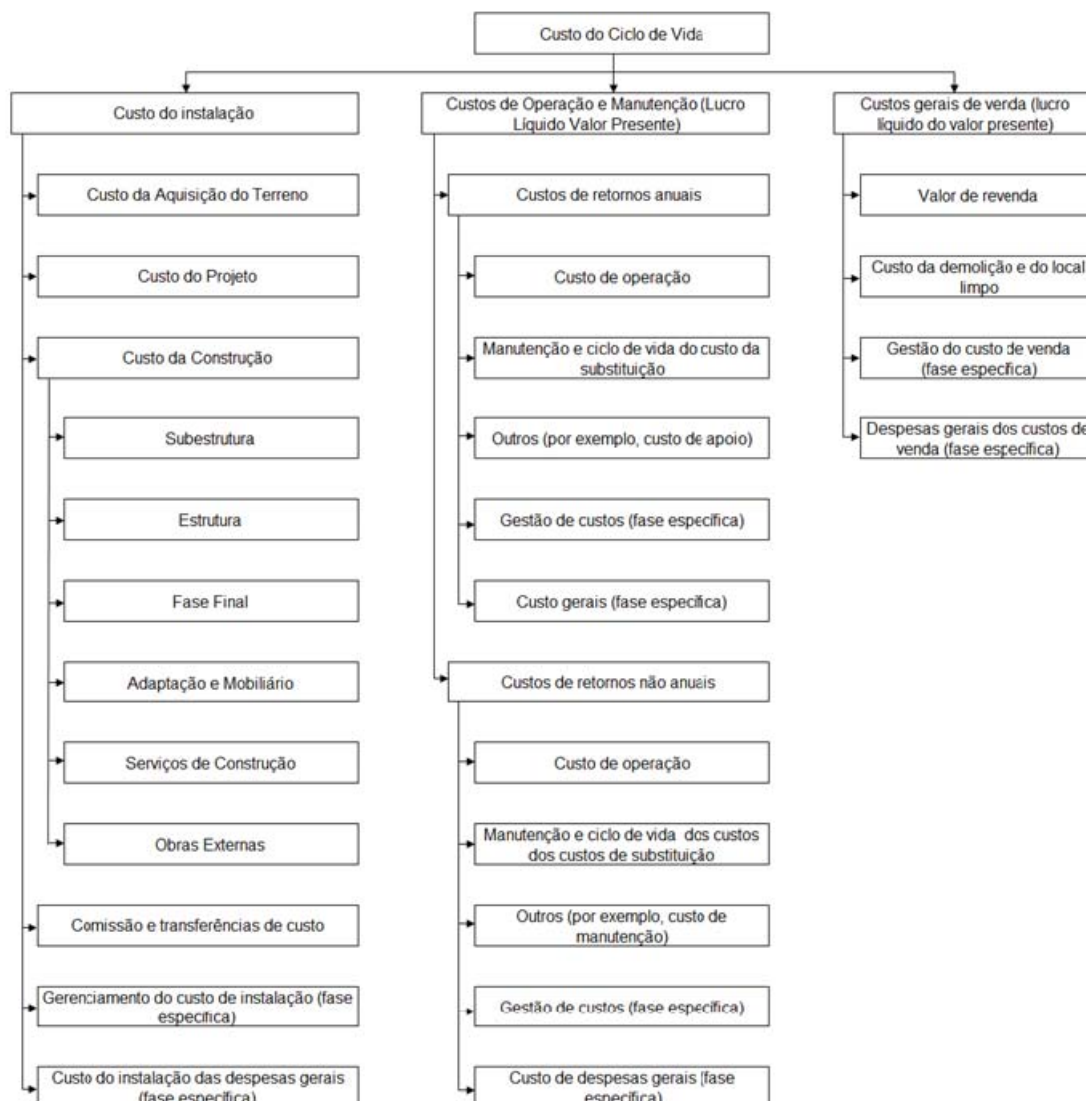 Custo do Ciclo de Vida
Custo do instalação
Custo da Aquisição do Terreno
Custo do Projeto
Custo da Construção
Subestrutura
Estrutura
Fase Final
Adaptação e Mobiliário
Serviços de Construção
Obras Externas
Comissão e transferências de custo
Gerenciamento do custo de instalação (fase
específica)
Custo do instalação das despesas gerais
(fase específica)
Custos de Operação e Manutenção (Lucro
Líquido Valor Presente)
Custos de retornos anuais
Custo de operação
Manutenção e ciclo de vida do custo da
substituição
Outros (por exemplo, custo de apoio)
Gestão de custos (fase específica)
Custo gerais (fase específica)
Custos de retornos não anuais
Custo de operação
Manutenção e ciclo de vida dos custos
dos custos de substituição
Outros (por exemplo, custo de
manutenção)
Gestão de custos (fase específica)
Custo de despesas gerais (fase
específica)
Custos gerais de venda (lucro
líquido do valor presente)
Valor de revenda
Custo da demolição e do local
limpo
Gestão do custo de venda
(fase específica)
Despesas gerais dos custos de
venda (fase específica)